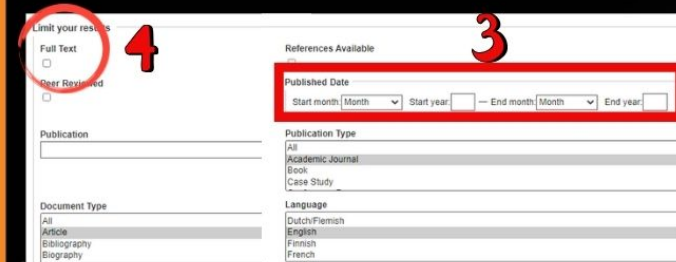 Limit your results
4
3
Full Text
References Available
Peer Reviewed
Published Date
Start month: Month Start year: — End month: Month End year:
Publication
Publication Type
All
Academic Journal
Book
Case Study
Document Type
Language
All
Article
Bibliography
Biography
Dutch/Flemish
English
Finnish
French